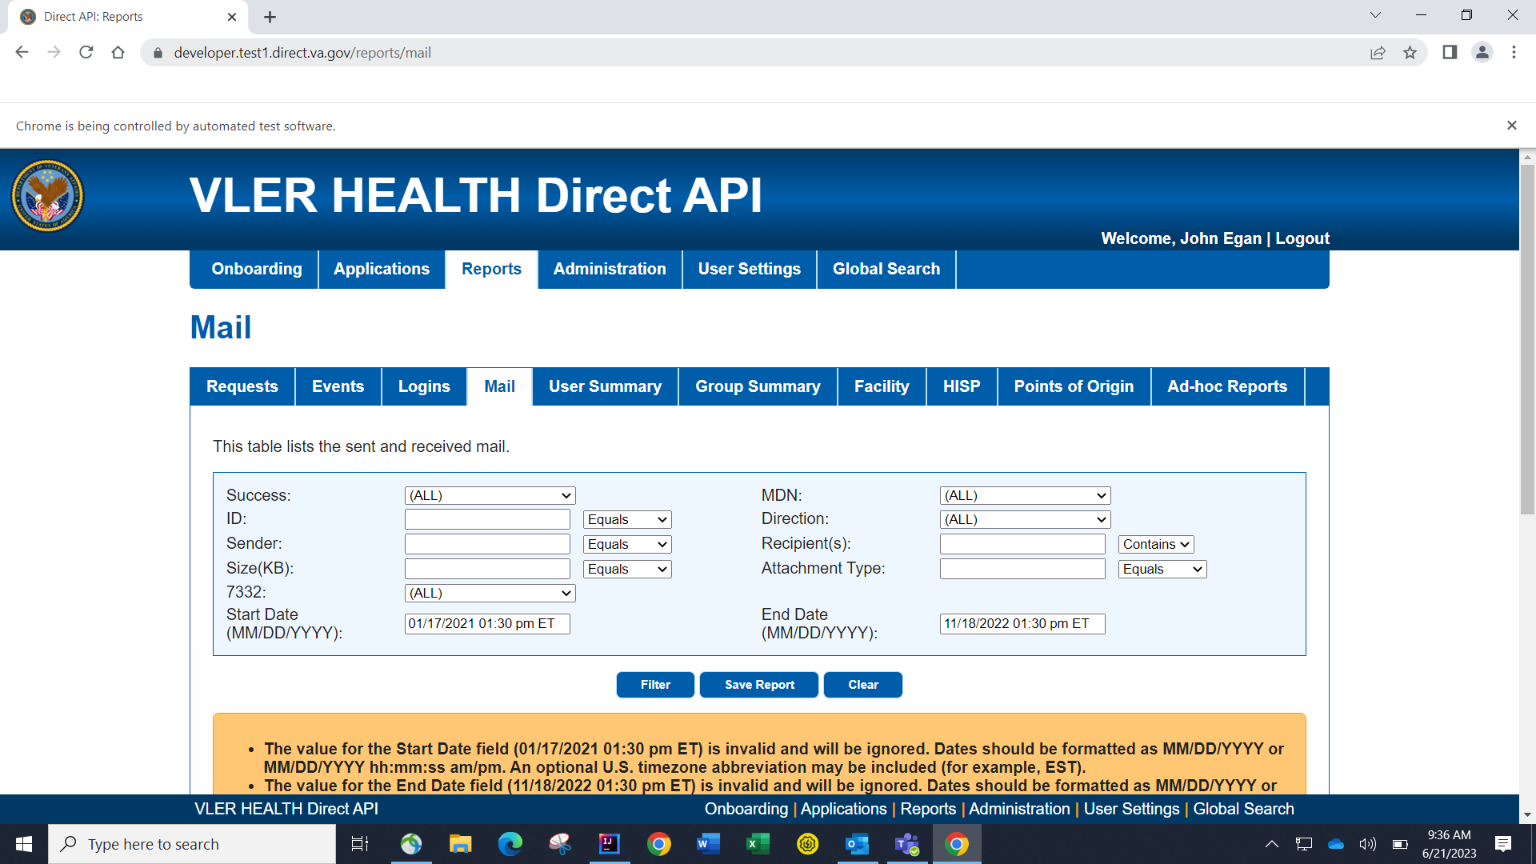 Direct API: Reports
developer.test1.direct.va.gov/reports/mail
Chrome is being controlled by automated test software.
VLER HEALTH Direct API
Welcome, John Egan | Logout
Onboarding Applications Reports Administration User Settings Global Search
Mail
Requests Events Logins Mail User Summary Group Summary Facility HISP Points of Origin Ad-hoc Reports
This table lists the sent and received mail.
Success: (ALL) MDN: (ALL)
ID: Equals Direction: (ALL)
Sender: Equals Recipient(s): Contains
Size(KB): Equals Attachment Type: Equals
7332: (ALL)
Start Date (MM/DD/YYYY): 01/17/2021 01:30 pm ET End Date (MM/DD/YYYY): 11/18/2022 01:30 pm ET
Filter Save Report Clear
• The value for the Start Date field (01/17/2021 01:30 pm ET) is invalid and will be ignored. Dates should be formatted as MM/DD/YYYY or
MM/DD/YYYY hh:mm:ss am/pm. An optional U.S. timezone abbreviation may be included (for example, EST).
• The value for the End Date field (11/18/2022 01:30 pm ET) is invalid and will be ignored. Dates should be formatted as MM/DD/YYYY or
VLER HEALTH Direct API Onboarding | Applications | Reports | Administration | User Settings | Global Search
Type here to search
9:36 AM
6/21/2023